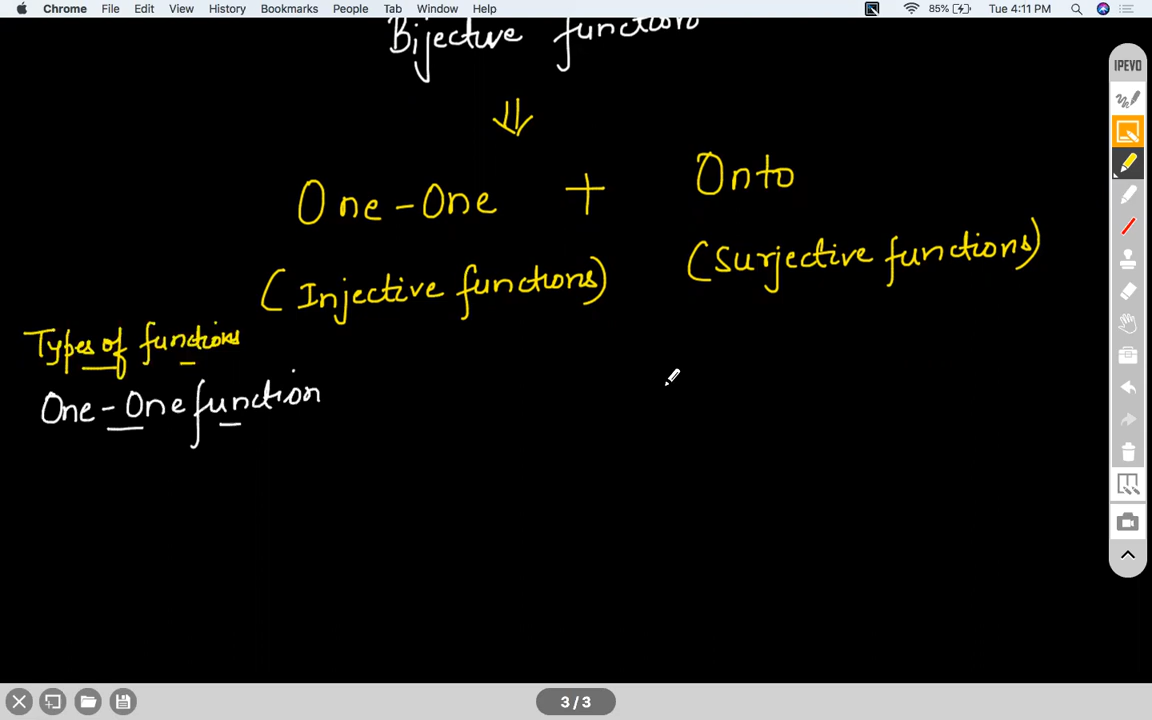 Chrome File Edit View History Bookmarks People Tab Window Help 85% Tue 4:11 PM
Bijective function
IPEVO
⇓
One-One + Onto
(Injective functions) (Surjective functions)
Types of functions
One-One function
3/3